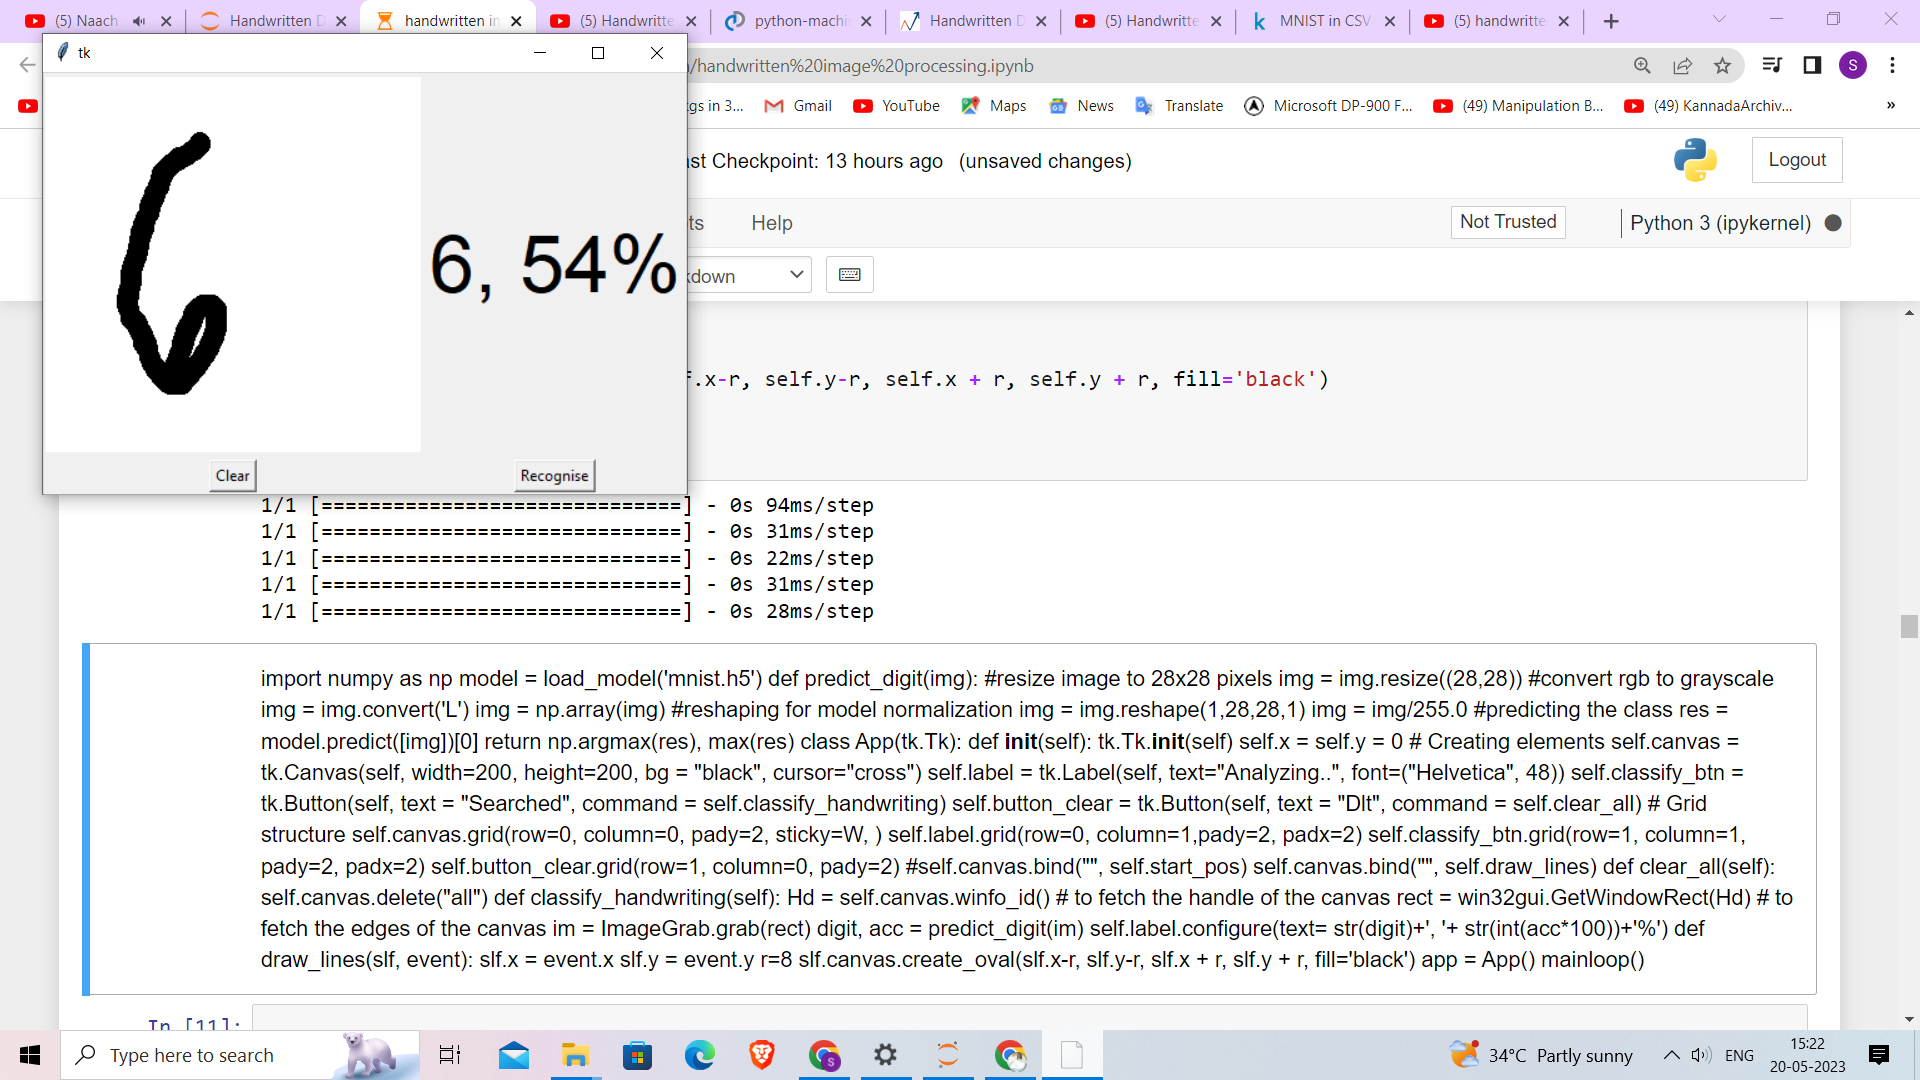 (5) Naach
Handwritten D
handwritten in
(5) Handwritte
python-machi
Handwritten D
(5) Handwritte
MNIST in CSV
(5) handwritte
tk
/handwritten%20image%20processing.ipynb
S
gs in 3...
Gmail
YouTube
Maps
News
Translate
Microsoft DP-900 F...
(49) Manipulation B...
(49) KannadaArchiv...
»
st Checkpoint: 13 hours ago (unsaved changes)
Logout
ts
Help
Not Trusted
Python 3 (ipykernel)
kdown
6
6, 54%
Clear
Recognise
f.x-r, self.y-r, self.x + r, self.y + r, fill='black')
1/1 [==============================] - 0s 94ms/step
1/1 [==============================] - 0s 31ms/step
1/1 [==============================] - 0s 22ms/step
1/1 [==============================] - 0s 31ms/step
1/1 [==============================] - 0s 28ms/step
import numpy as np model = load_model('mnist.h5') def predict_digit(img): #resize image to 28x28 pixels img = img.resize((28,28)) #convert rgb to grayscale
img = img.convert('L') img = np.array(img) #reshaping for model normalization img = img.reshape(1,28,28,1) img = img/255.0 #predicting the class res =
model.predict([img])[0] return np.argmax(res), max(res) class App(tk.Tk): def init(self): tk.Tk.init(self) self.x = self.y = 0 # Creating elements self.canvas =
tk.Canvas(self, width=200, height=200, bg = "black", cursor="cross") self.label = tk.Label(self, text="Analyzing..", font=("Helvetica", 48)) self.classify_btn =
tk.Button(self, text = "Searched", command = self.classify_handwriting) self.button_clear = tk.Button(self, text = "Dlt", command = self.clear_all) # Grid
structure self.canvas.grid(row=0, column=0, pady=2, sticky=W, ) self.label.grid(row=0, column=1,pady=2, padx=2) self.classify_btn.grid(row=1, column=1,
pady=2, padx=2) self.button_clear.grid(row=1, column=0, pady=2) #self.canvas.bind("", self.start_pos) self.canvas.bind("", self.draw_lines) def clear_all(self):
self.canvas.delete("all") def classify_handwriting(self): Hd = self.canvas.winfo_id() # to fetch the handle of the canvas rect = win32gui.GetWindowRect(Hd) # to
fetch the edges of the canvas im = ImageGrab.grab(rect) digit, acc = predict_digit(im) self.label.configure(text= str(digit)+', '+ str(int(acc*100))+'%') def
draw_lines(slf, event): slf.x = event.x slf.y = event.y r=8 slf.canvas.create_oval(slf.x-r, slf.y-r, slf.x + r, slf.y + r, fill='black') app = App() mainloop()
In [11]:
Type here to search
34°C Partly sunny
ENG
15:22
20-05-2023